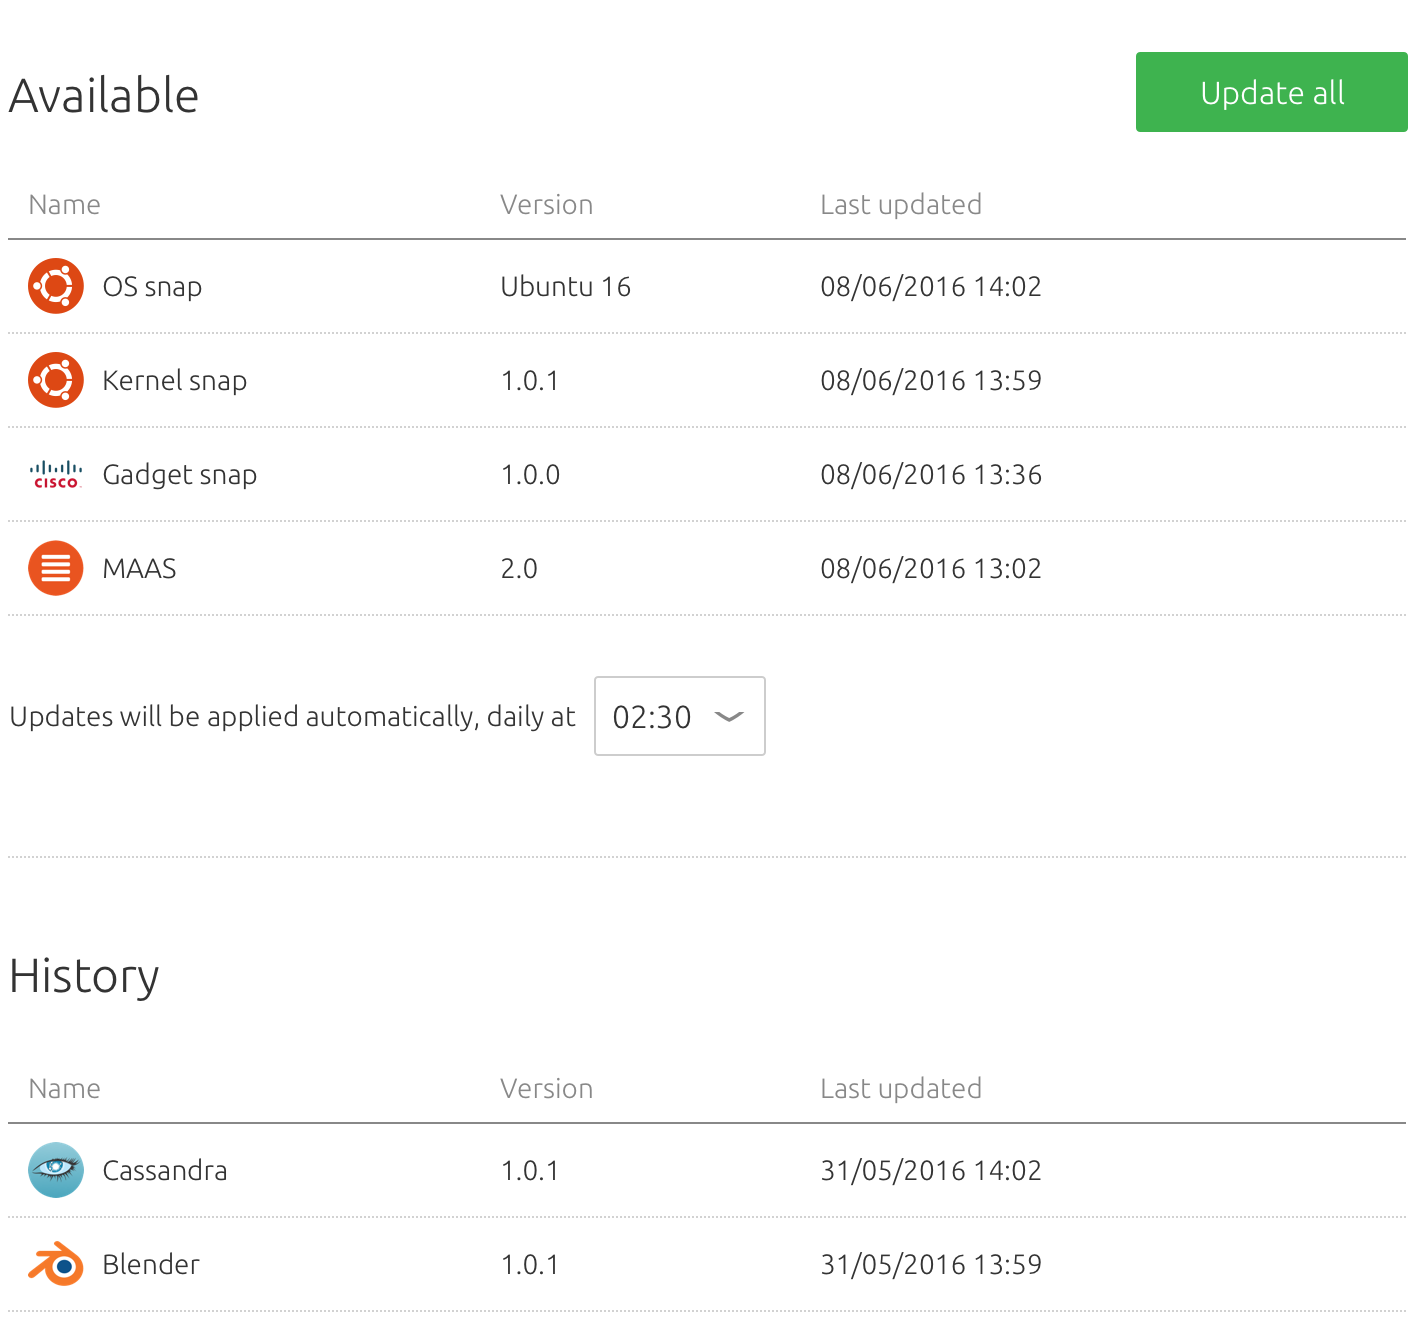 Available
Update all
Name Version Last updated
OS snap Ubuntu 16 08/06/2016 14:02
Kernel snap 1.0.1 08/06/2016 13:59
CISCO Gadget snap 1.0.0 08/06/2016 13:36
MAAS 2.0 08/06/2016 13:02
Updates will be applied automatically, daily at 02:30
History
Name Version Last updated
Cassandra 1.0.1 31/05/2016 14:02
Blender 1.0.1 31/05/2016 13:59